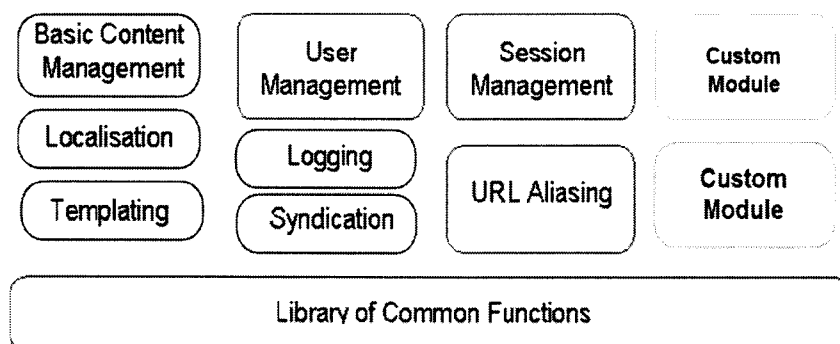 Basic Content
Management
User
Management
Session
Management
Custom
Module
Localisation
Logging
Templating
Syndication
URL Aliasing
Custom
Module
Library of Common Functions